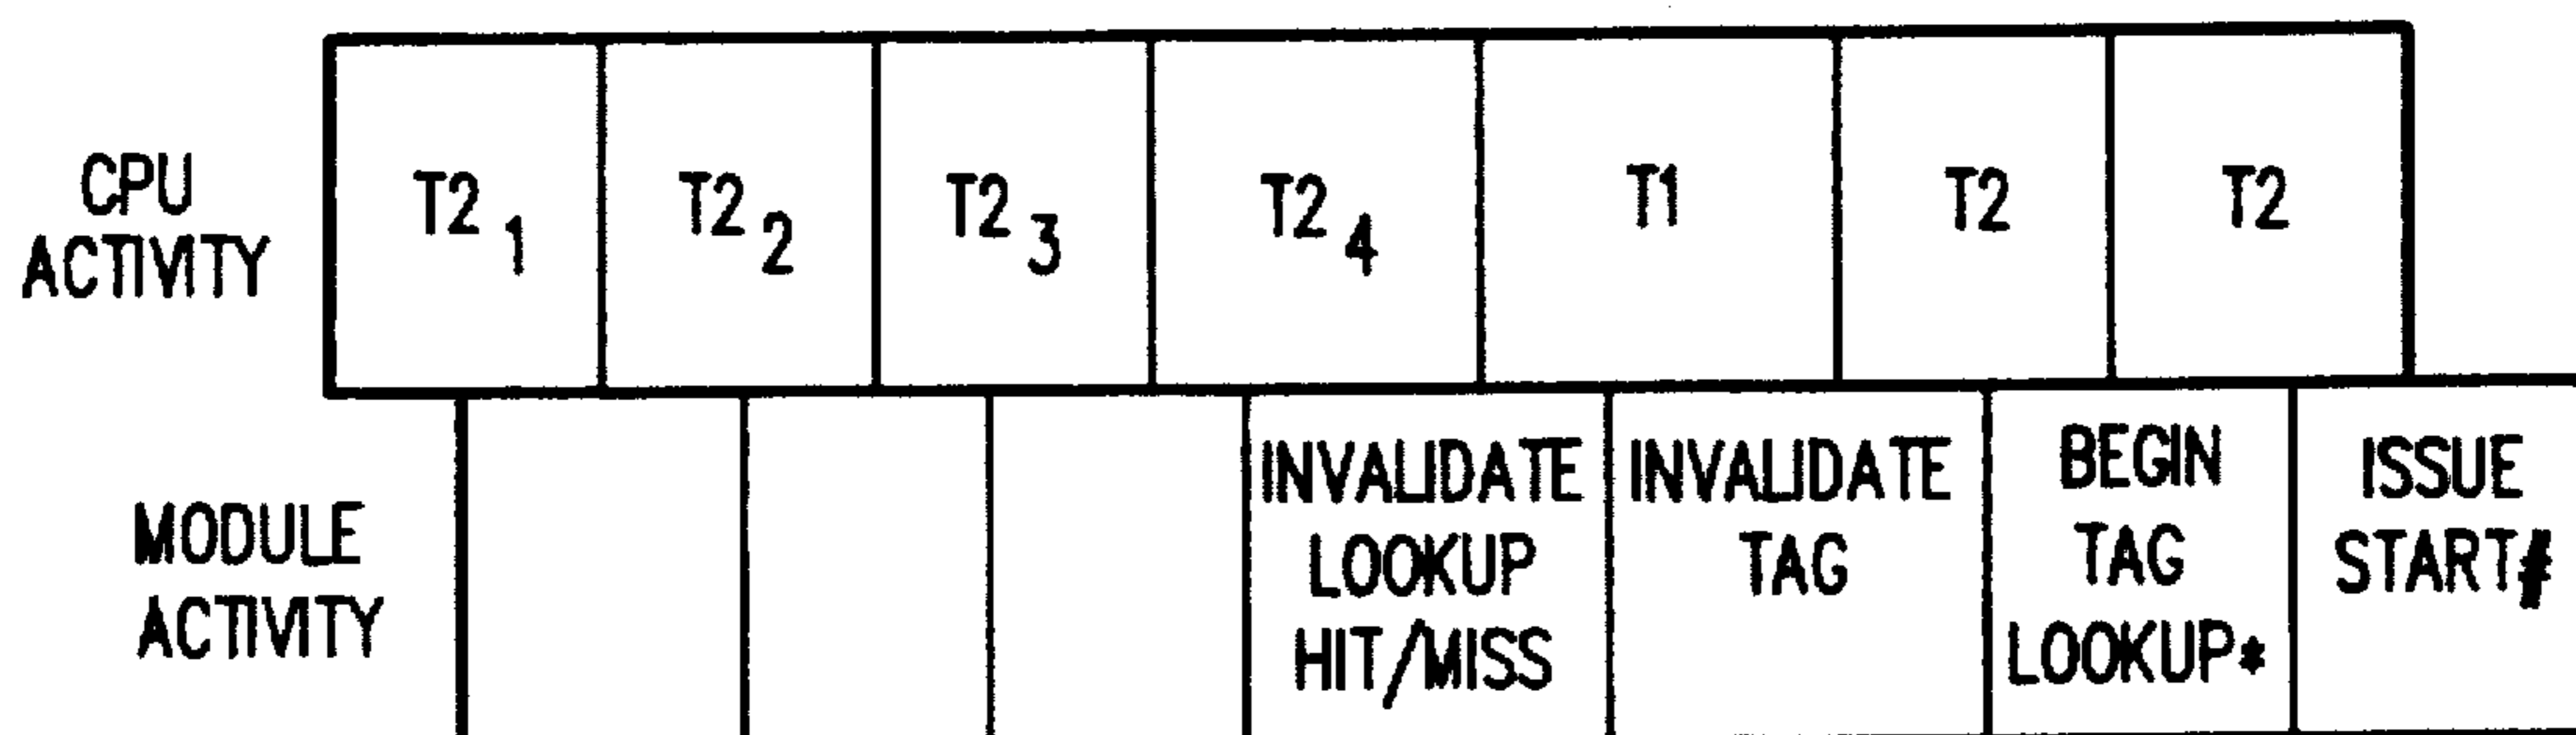 CPU
ACTIVITY
T2 1
T2 2
T2 3
T2 4
T1
T2
T2
MODULE
ACTIVITY
INVALIDATE
LOOKUP
HIT/MISS
INVALIDATE
TAG
BEGIN
TAG
LOOKUP*
ISSUE
START#